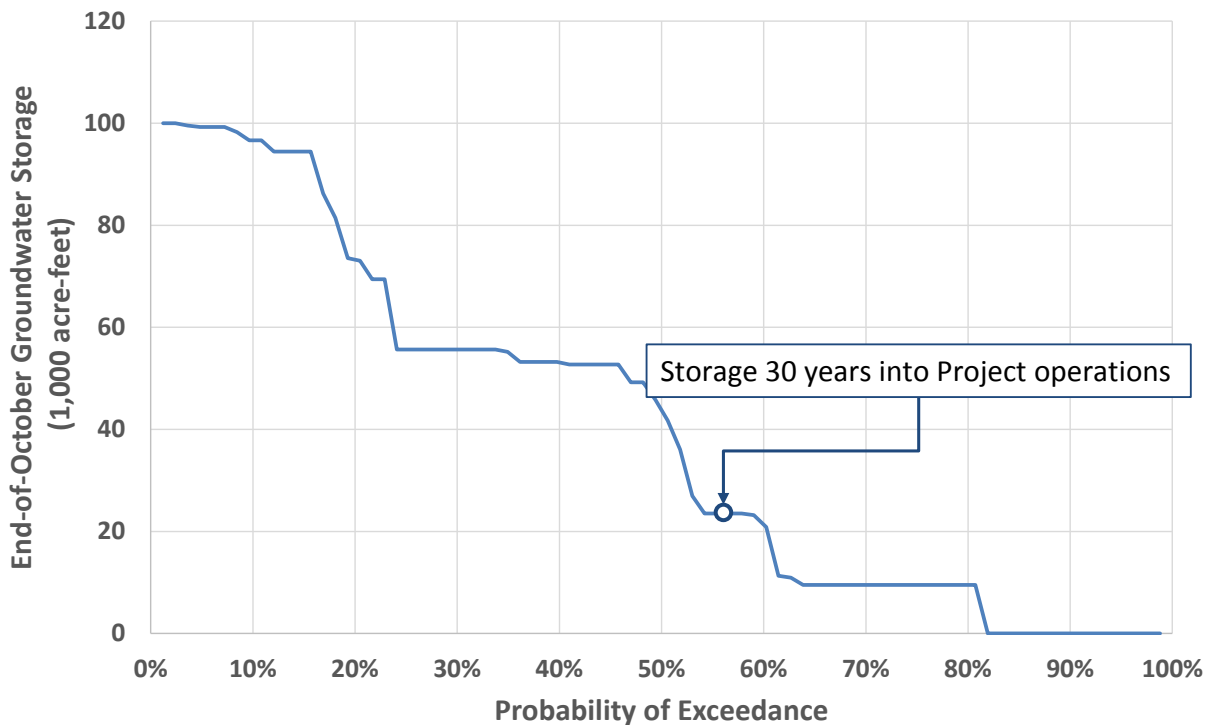 End-of-October Groundwater Storage
(1,000 acre-feet)
120
100
80
60
40
20
0
Storage 30 years into Project operations
0% 10% 20% 30% 40% 50% 60% 70% 80% 90% 100%
Probability of Exceedance